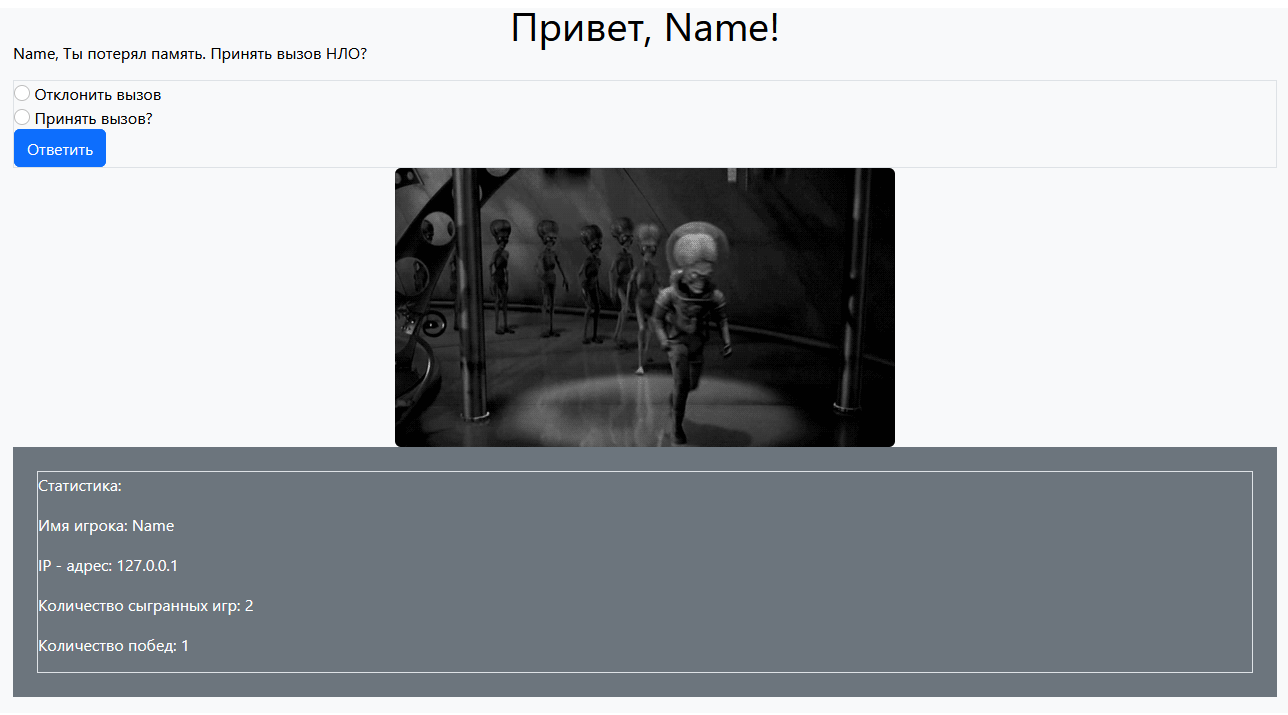 Привет, Name!
Name, Ты потерял память. Принять вызов НЛО?
Отклонить вызов
Принять вызов?
Ответить
Статистика:
Имя игрока: Name
IP - адрес: 127.0.0.1
Количество сыгранных игр: 2
Количество побед: 1